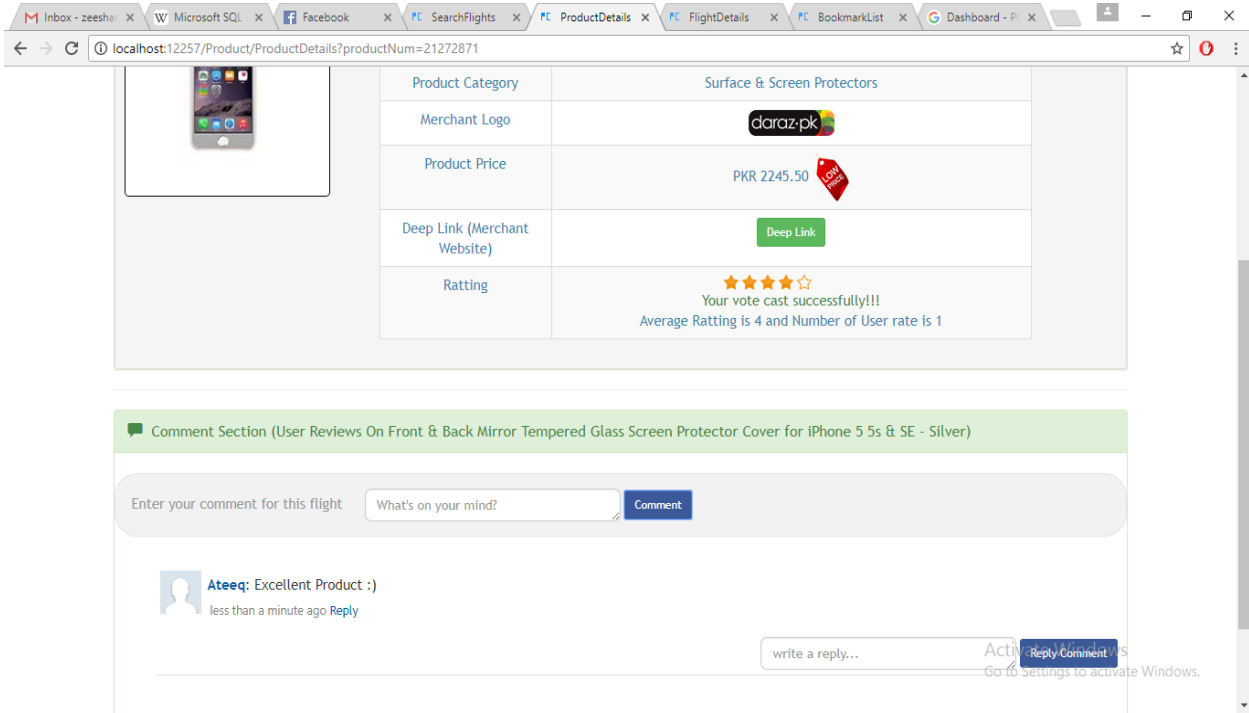 Inbox - zeeshar
Microsoft SQL
Facebook
SearchFlights
ProductDetails
FlightDetails
BookmarkList
Dashboard - P
localhost:12257/Product/ProductDetails?productNum=21272871
Product Category
Surface & Screen Protectors
Merchant Logo
daraz.pk
Product Price
PKR 2245.50
LOW PRICE
Deep Link (Merchant
Website)
Deep Link
Ratting
Your vote cast successfully!!!
Average Ratting is 4 and Number of User rate is 1
Comment Section (User Reviews On Front & Back Mirror Tempered Glass Screen Protector Cover for iPhone 5 5s & SE - Silver)
Enter your comment for this flight
What's on your mind?
Comment
Ateeq: Excellent Product :)
less than a minute ago Reply
write a reply...
Reply Comment
Activate Windows
Go to Settings to activate Windows.